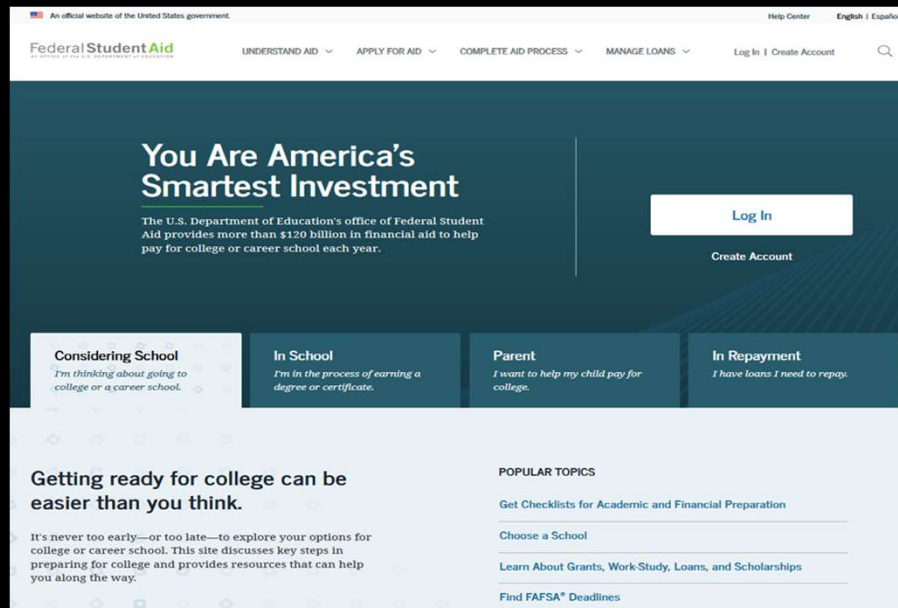 An official website of the United States government.
Help Center English | Español
Federal Student Aid
An OFFICE of the U.S. DEPARTMENT of EDUCATION
UNDERSTAND AID APPLY FOR AID COMPLETE AID PROCESS MANAGE LOANS Log In | Create Account
You Are America's
Smartest Investment
The U.S. Department of Education's office of Federal Student
Aid provides more than $120 billion in financial aid to help
pay for college or career school each year.
Log In
Create Account
Considering School
I'm thinking about going to
college or a career school.
In School
I'm in the process of earning a
degree or certificate.
Parent
I want to help my child pay for
college.
In Repayment
I have loans I need to repay.
Getting ready for college can be
easier than you think.
It's never too early—or too late—to explore your options for
college or career school. This site discusses key steps in
preparing for college and provides resources that can help
you along the way.
POPULAR TOPICS
Get Checklists for Academic and Financial Preparation
Choose a School
Learn About Grants, Work-Study, Loans, and Scholarships
Find FAFSA® Deadlines